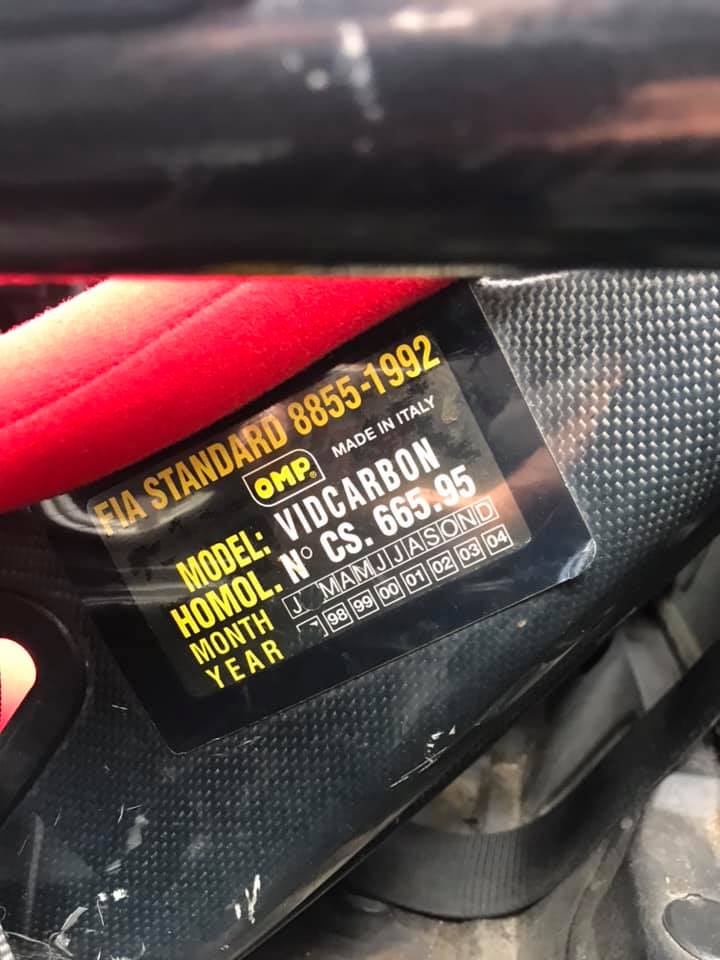 FIA STANDARD 8855-1992
OMP MADE IN ITALY
MODEL: VIDCARBON
HOMOL. N° CS. 665.95
MONTH J MAMJJASOND
YEAR 98 99 00 01 02 03 04